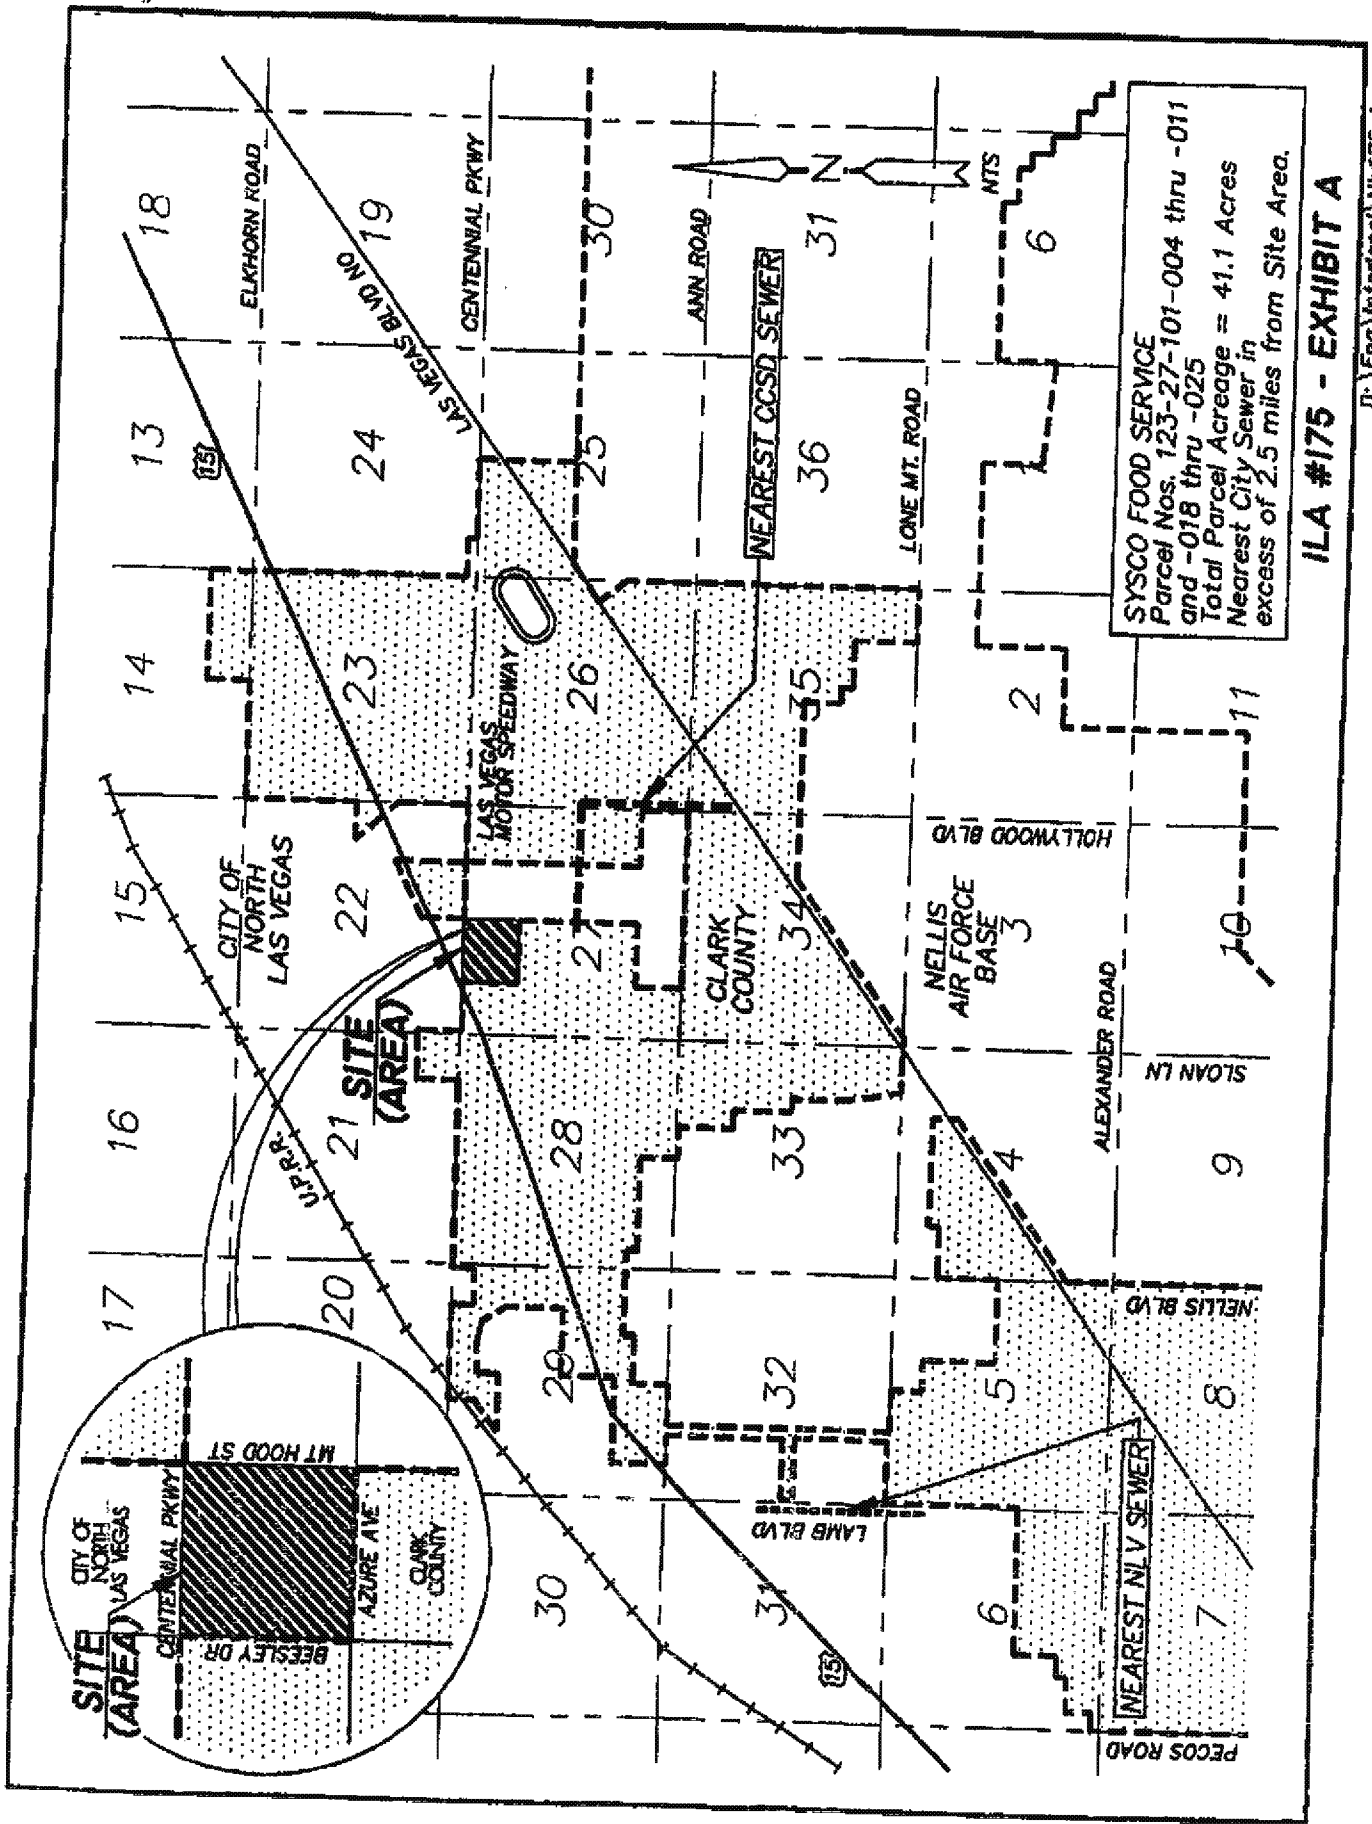 18
13
14
15
16
17
ELKHORN ROAD
19
LAS VEGAS BLVD NO
CENTENNIAL PKWY
15
24
23
22
21
20
CITY OF
NORTH
LAS VEGAS
U.P.R.R.
SITE
(AREA)
LAS VEGAS
MOTOR SPEEDWAY
30
25
26
27
28
29
30
ANN ROAD
NEAREST CCSD SEWER
CLARK
COUNTY
31
36
35
34
33
32
31
N
NTS
LONE MT. ROAD
HOLLYWOOD BLVD
NELLIS
AIR FORCE
BASE
LAMB BLVD
15
6
1
2
3
4
5
6
ALEXANDER ROAD
SLOAN LN
NELLIS BLVD
PECOS ROAD
11
10
9
8
7
NEAREST NLV SEWER
SITE
(AREA)
CITY OF
NORTH
LAS VEGAS
CENTENNIAL PKWY
BEESLEY DR
MT HOOD ST
AZURE AVE
CLARK
COUNTY
SYSCO FOOD SERVICE
Parcel Nos. 123-27-101-004 thru -011
and -018 thru -025
Total Parcel Acreage = 41.1 Acres
Nearest City Sewer in
excess of 2.5 miles from Site Area.
ILA #175 - EXHIBIT A